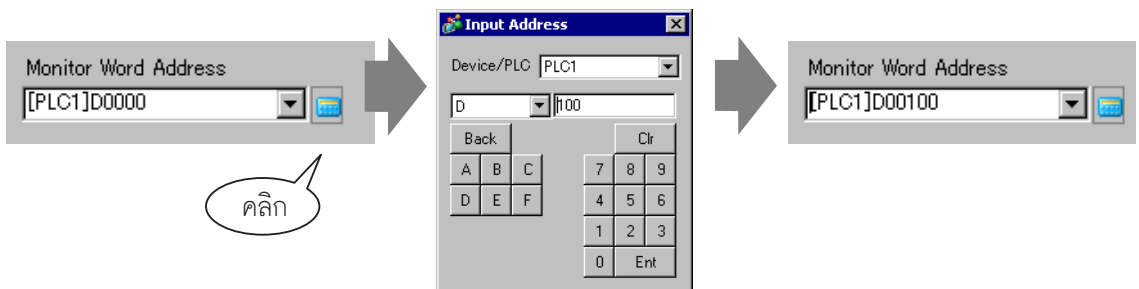 Monitor Word Address
[PLC1]D0000
คลิก
Input Address
Device/PLC PLC1
D 100
Back Clr
A B C 7 8 9
D E F 4 5 6
1 2 3
0 Ent
Monitor Word Address
[PLC1]D00100